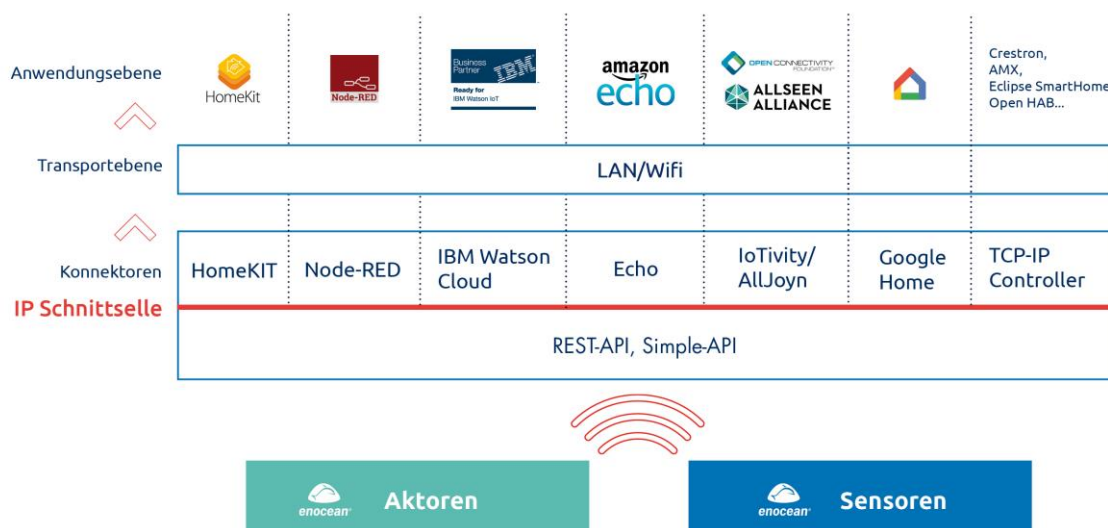 Anwendungsebene
HomeKit
Node-RED
Business
Partner
IBM
Ready for
IBM Watson IoT
amazon
echo
OPEN CONNECTIVITY
FOUNDATION
ALLSEEN
ALLIANCE
Crestron,
AMX,
Eclipse SmartHome
Open HAB...
Transportebene
LAN/Wifi
Konnektoren
HomeKIT
Node-RED
IBM Watson
Cloud
Echo
IoTivity/
AllJoyn
Google
Home
TCP-IP
Controller
IP Schnittselle
REST-API, Simple-API
enocean®
Aktoren
enocean®
Sensoren